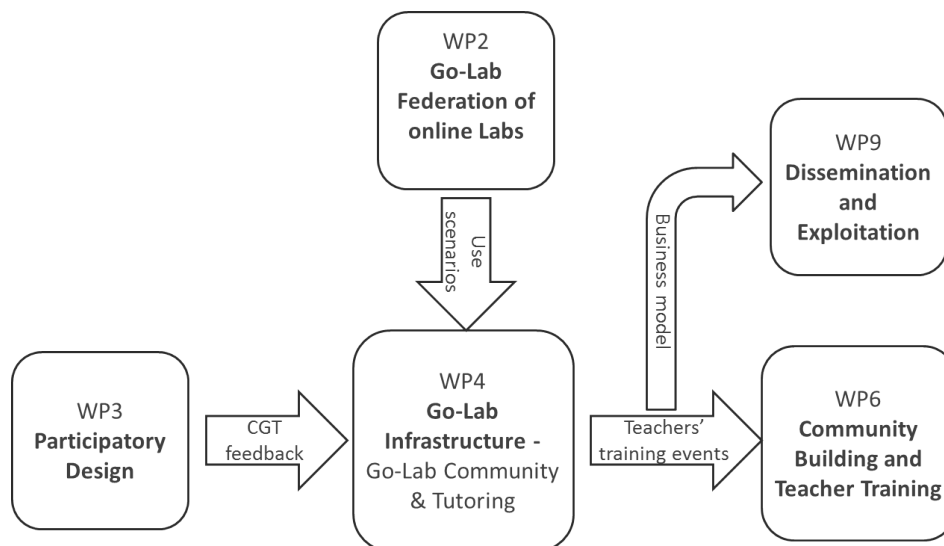 WP2
Go-Lab
Federation of
online Labs
WP9
Dissemination
and
Exploitation
Use
scenarios
Business model
WP3
Participatory
Design
CGT
feedback
WP4
Go-Lab
Infrastructure -
Go-Lab Community
& Tutoring
Teachers'
training events
WP6
Community
Building and
Teacher Training